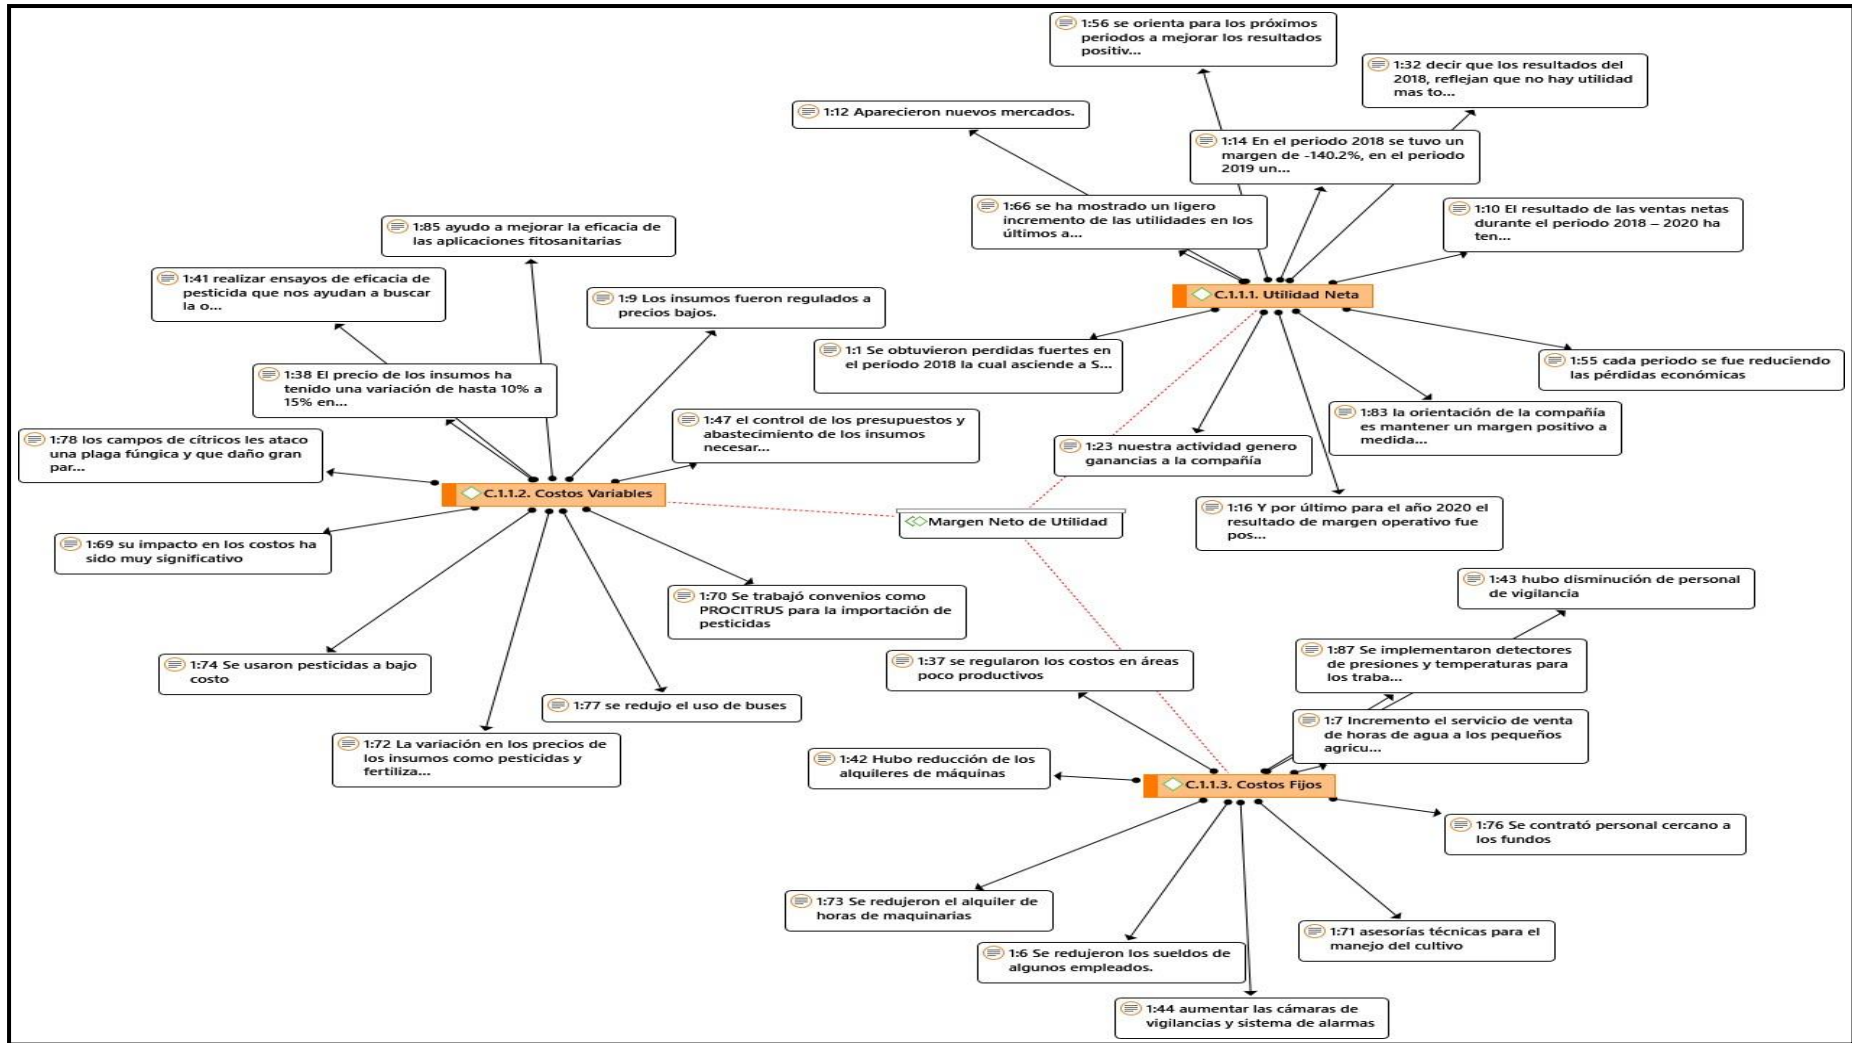 1:56 se orienta para los próximos
periodos a mejorar los resultados
positiv...
1:32 decir que los resultados del
2018, reflejan que no hay utilidad
mas to...
1:12 Aparecieron nuevos mercados.
1:14 En el periodo 2018 se tuvo un
margen de -140.2%, en el periodo
2019 un...
1:66 se ha mostrado un ligero
incremento de las utilidades en los
últimos a...
1:10 El resultado de las ventas netas
durante el periodo 2018 – 2020 ha
ten...
1:85 ayudo a mejorar la eficacia de
las aplicaciones fitosanitarias
1:41 realizar ensayos de eficacia de
pesticida que nos ayudan a buscar
la o...
1:9 Los insumos fueron regulados a
precios bajos.
C.1.1.1. Utilidad Neta
1:1 Se obtuvieron perdidas fuertes en
el periodo 2018 la cual asciende a S...
1:55 cada periodo se fue reduciendo
las pérdidas económicas
1:38 El precio de los insumos ha
tenido una variación de hasta 10% a
15% en...
1:47 el control de los presupuestos y
abastecimiento de los insumos
necesar...
1:83 la orientación de la compañía
es mantener un margen positivo a
medida...
1:78 los campos de cítricos les ataco
una plaga fúngica y que daño gran
par...
1:23 nuestra actividad genero
ganancias a la compañía
C.1.1.2. Costos Variables
Margen Neto de Utilidad
1:16 Y por último para el año 2020 el
resultado de margen operativo fue
pos...
1:69 su impacto en los costos ha
sido muy significativo
1:70 Se trabajó convenios como
PROCITRUS para la importación de
pesticidas
1:43 hubo disminución de personal
de vigilancia
1:74 Se usaron pesticidas a bajo
costo
1:37 se regularon los costos en áreas
poco productivos
1:87 Se implementaron detectores
de presiones y temperaturas para
los traba...
1:77 se redujo el uso de buses
1:7 Incremento el servicio de venta
de horas de agua a los pequeños
agricu...
1:72 La variación en los precios de
los insumos como pesticidas y
fertiliza...
1:42 Hubo reducción de los
alquileres de máquinas
C.1.1.3. Costos Fijos
1:76 Se contrató personal cercano a
los fundos
1:73 Se redujeron el alquiler de
horas de maquinarias
1:71 asesorías técnicas para el
manejo del cultivo
1:6 Se redujeron los sueldos de
algunos empleados.
1:44 aumentar las cámaras de
vigilancias y sistema de alarmas